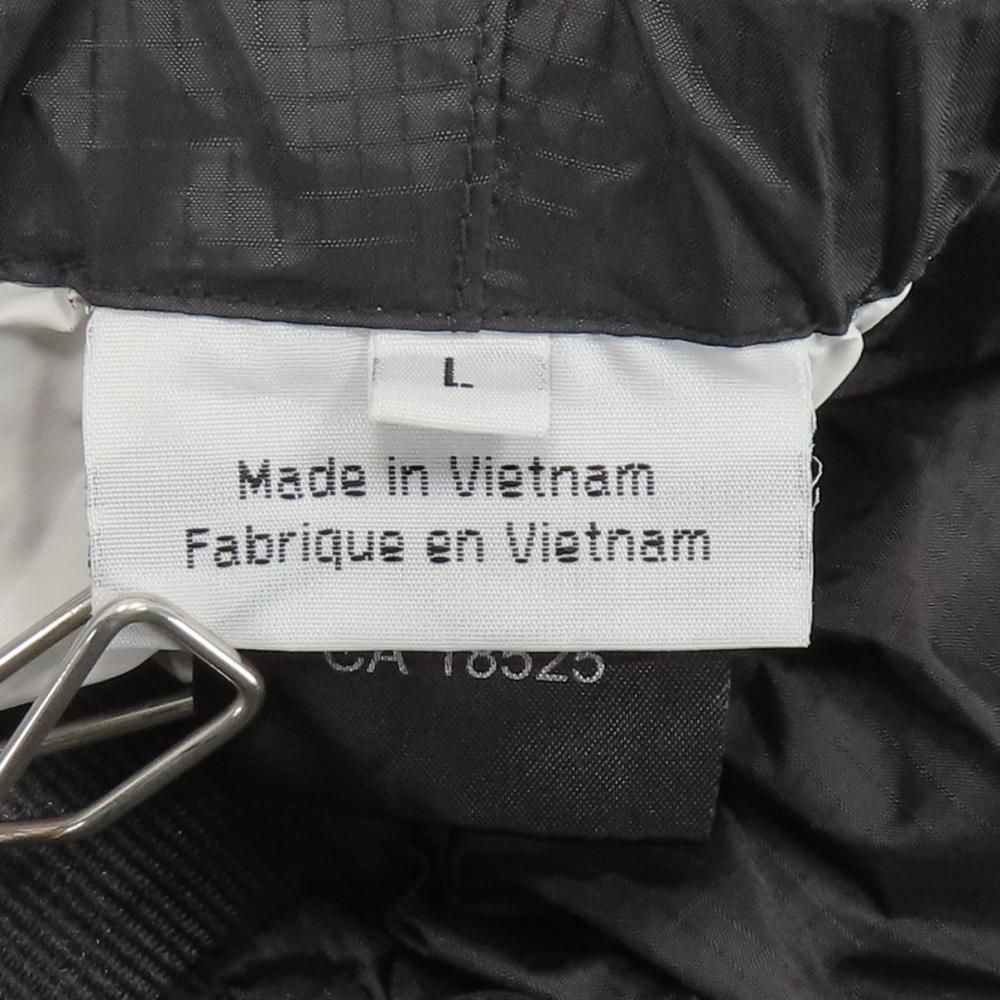 L
Made in Vietnam
Fabrique en Vietnam
CA 18525